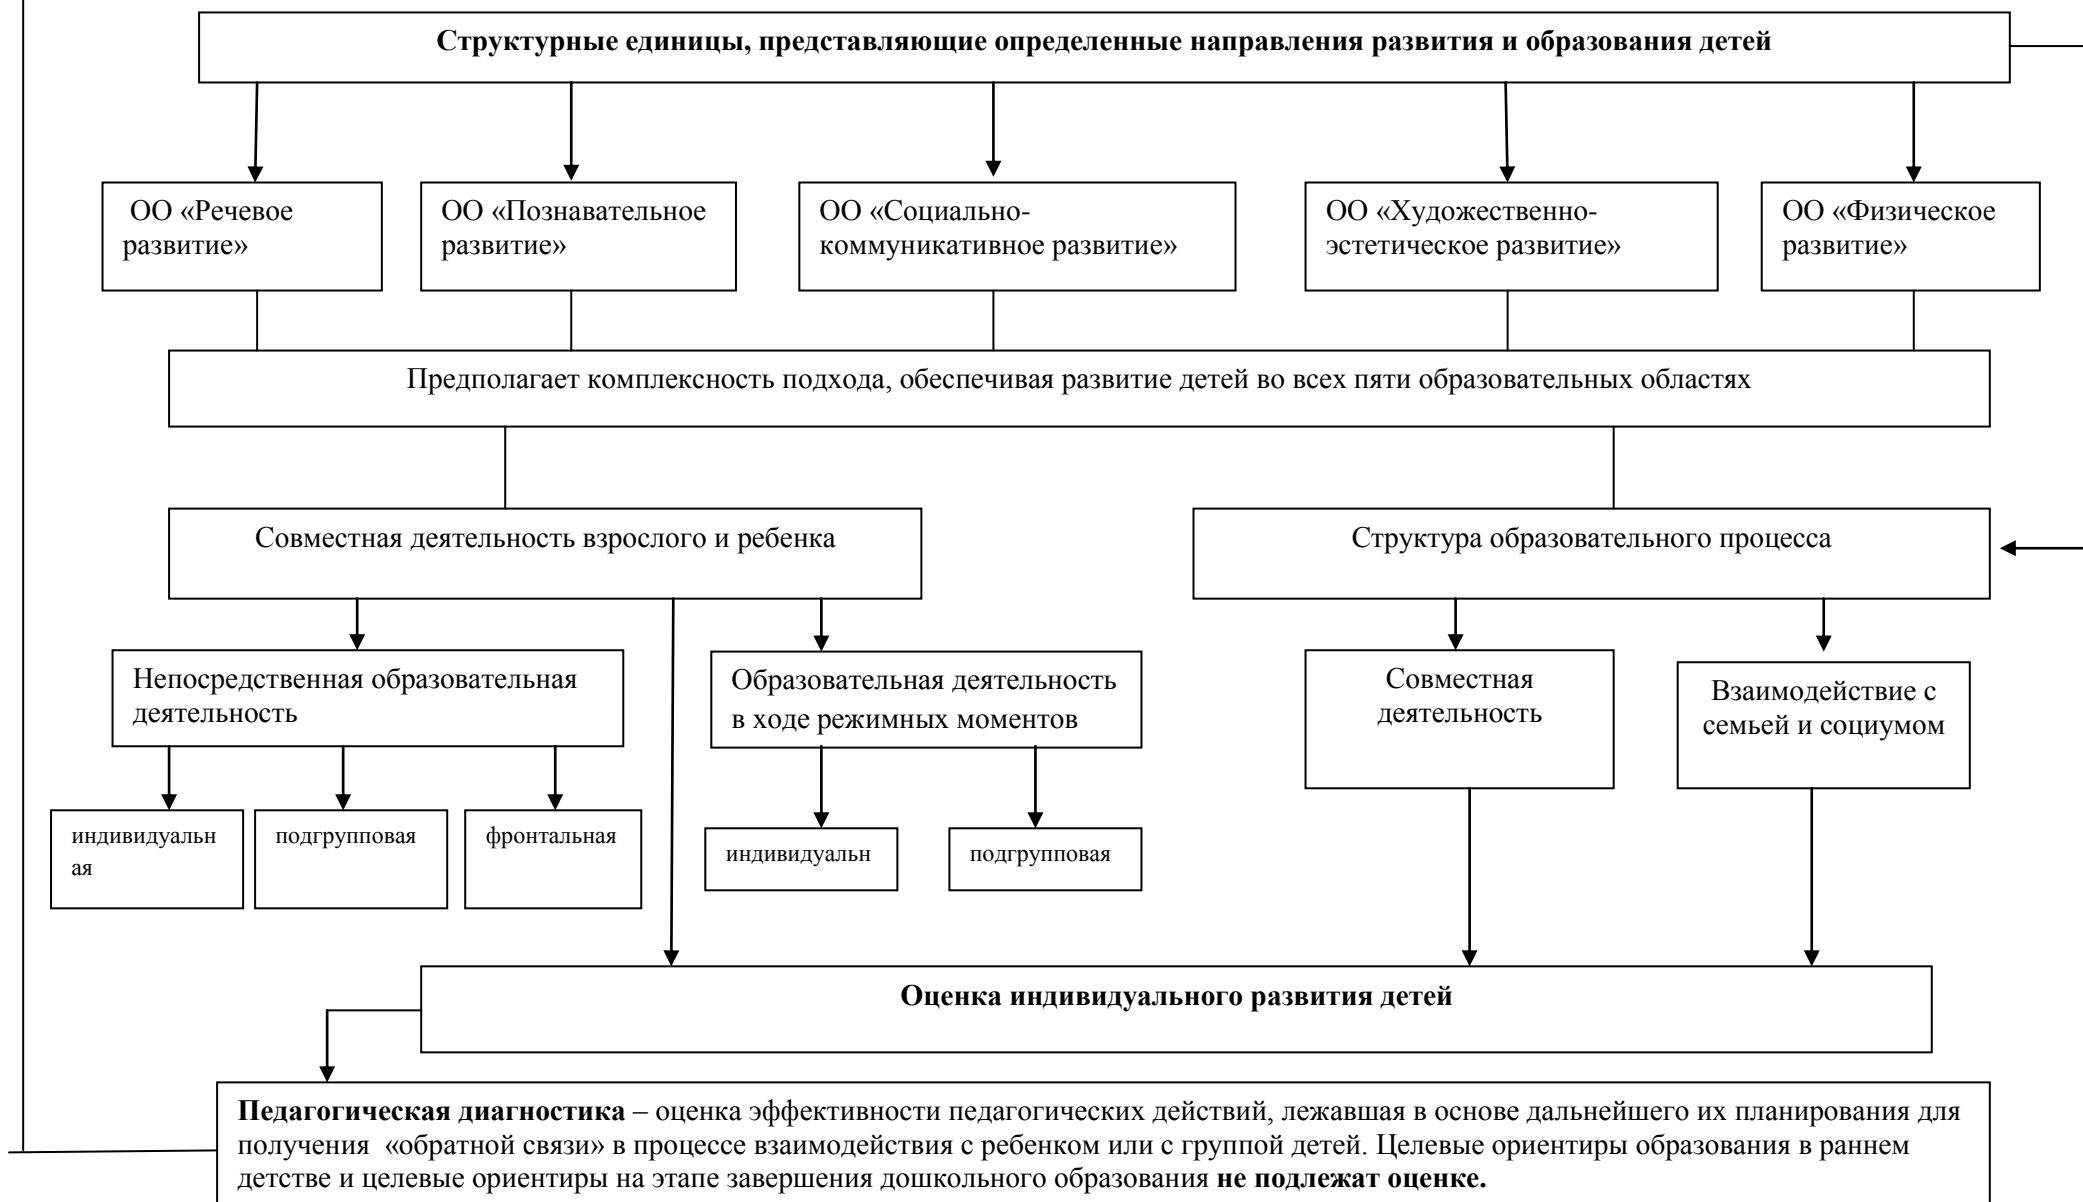 Структурные единицы, представляющие определенные направления развития и образования детей
ОО «Речевое
развитие»
ОО «Познавательное
развитие»
ОО «Социально-
коммуникативное развитие»
ОО «Художественно-
эстетическое развитие»
ОО «Физическое
развитие»
Предполагает комплексность подхода, обеспечивая развитие детей во всех пяти образовательных областях
Совместная деятельность взрослого и ребенка
Структура образовательного процесса
Непосредственная образовательная
деятельность
Образовательная деятельность
в ходе режимных моментов
Совместная
деятельность
Взаимодействие с
семьей и социумом
индивидуальн
ая
подгрупповая
фронтальная
индивидуальн
подгрупповая
Оценка индивидуального развития детей
Педагогическая диагностика – оценка эффективности педагогических действий, лежавшая в основе дальнейшего их планирования для
получения «обратной связи» в процессе взаимодействия с ребенком или с группой детей. Целевые ориентиры образования в раннем
детстве и целевые ориентиры на этапе завершения дошкольного образования не подлежат оценке.